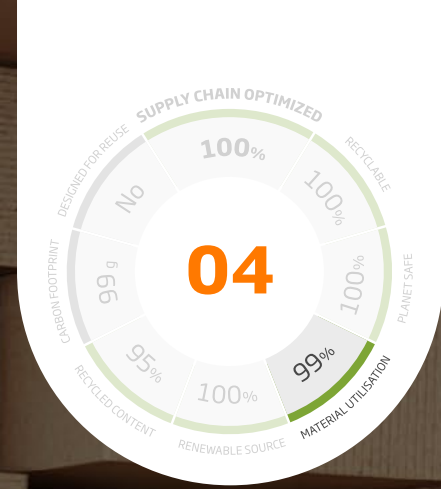 SUPPLY CHAIN OPTIMIZED
100%
RECYCLABLE
100%
PLANET SAFE
100%
MATERIAL UTILISATION
99%
RENEWABLE SOURCE
100%
RECYCLED CONTENT
95%
CARBON FOOTPRINT
66 g
DESIGNED FOR REUSE
No
04